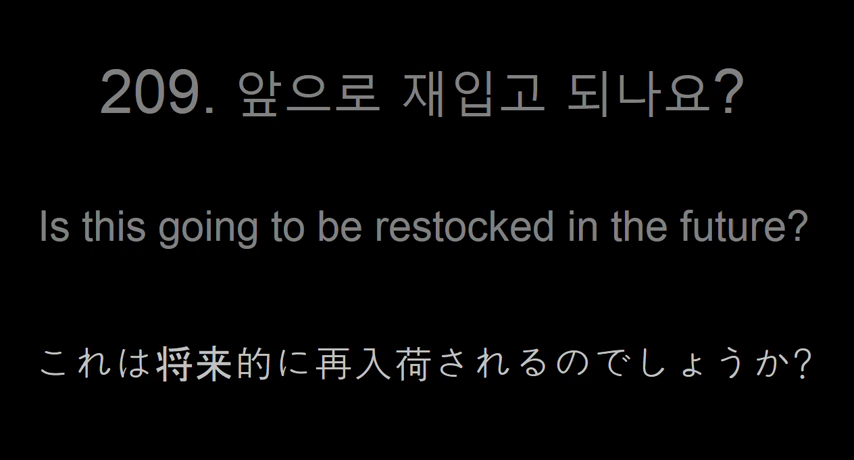 209. 앞으로 재입고 되나요?
Is this going to be restocked in the future?
これは将来的に再入荷されるのでしょうか?